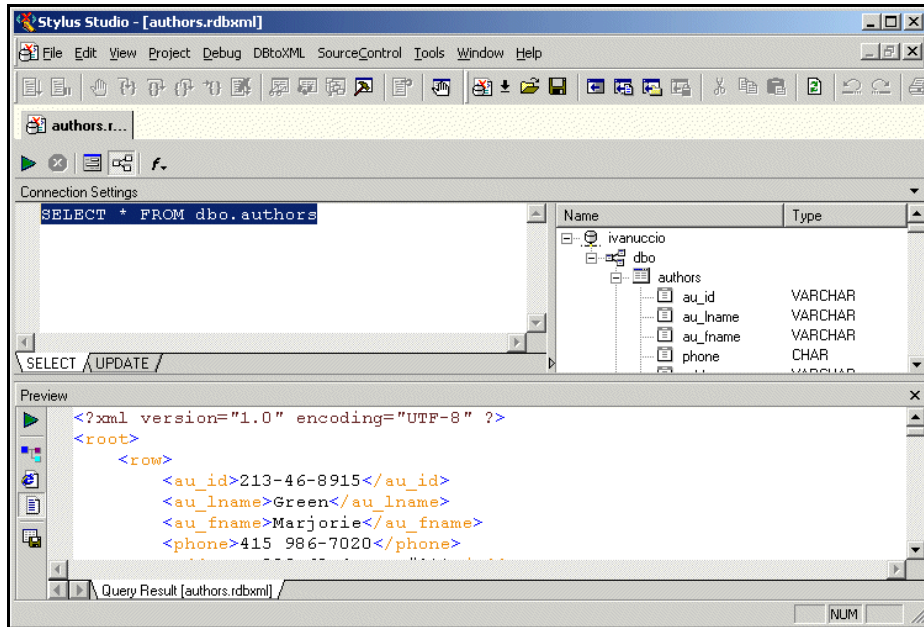 Stylus Studio - [authors.rdbxml]
File Edit View Project Debug DBtoXML SourceControl Tools Window Help
authors.r...
Connection Settings
SELECT * FROM dbo.authors
Name Type
ivanuccio
dbo
authors
au_id VARCHAR
au_lname VARCHAR
au_fname VARCHAR
phone CHAR
SELECT UPDATE
Preview
<?xml version="1.0" encoding="UTF-8" ?>
<root>
<row>
<au_id>213-46-8915</au_id>
<au_lname>Green</au_lname>
<au_fname>Marjorie</au_fname>
<phone>415 986-7020</phone>
Query Result [authors.rdbxml]
NUM